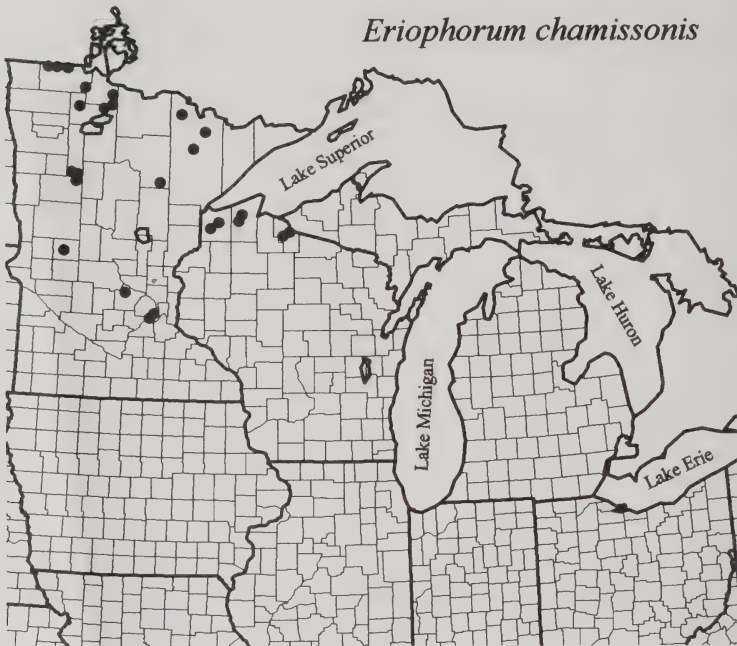 Eriophorum chamissonis
Lake Superior
Lake Huron
Lake Michigan
Lake Erie